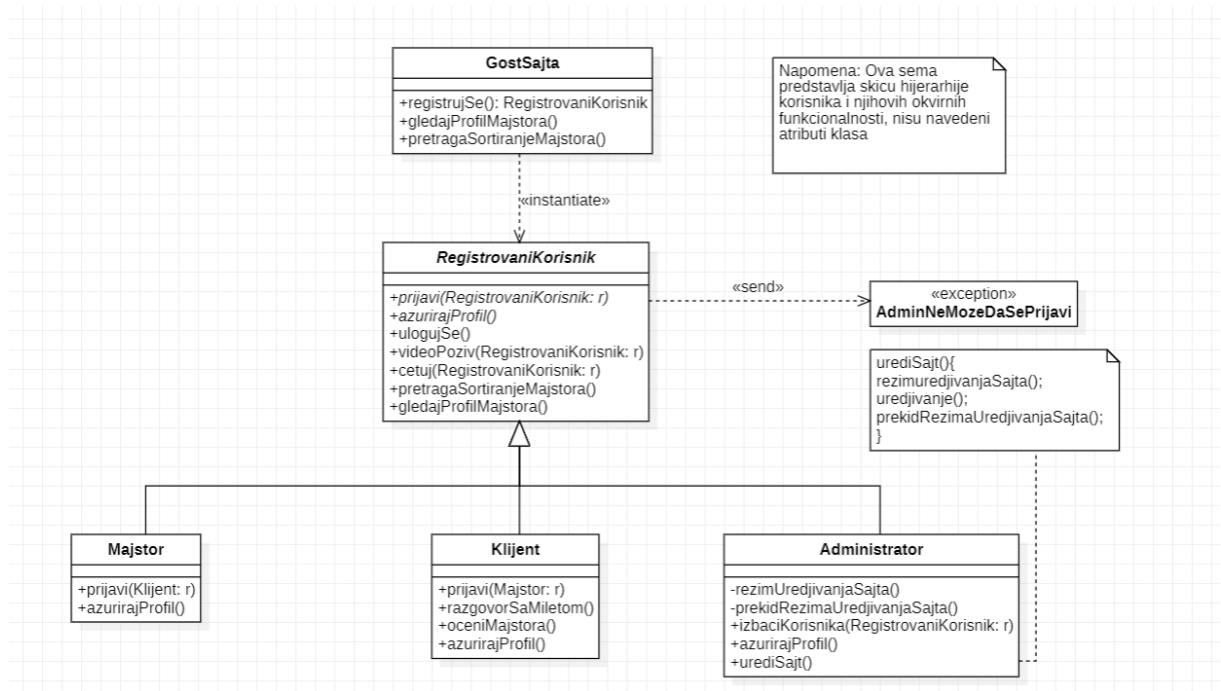 GostSajta
+registrujSe(): RegistrovaniKorisnik
+gledajProfilMajstora()
+pretragaSortiranjeMajstora()
Napomena: Ova sema
predstavlja skicu hijerarhije
korisnika i njihovih okvirnih
funkcionalnosti, nisu navedeni
atributi klasa
«instantiate»
RegistrovaniKorisnik
+prijavi(RegistrovaniKorisnik: r)
+azurirajProfil()
+ulogujSe()
+videoPoziv(RegistrovaniKorisnik: r)
+cetuj(RegistrovaniKorisnik: r)
+pretragaSortiranjeMajstora()
+gledajProfilMajstora()
«send»
«exception»
AdminNeMozeDaSePrijavi
urediSajt(){
rezimuredjivanjaSajta();
uredjivanje();
prekidRezimaUredjivanjaSajta();
}
Majstor
+prijavi(Klijent: r)
+azurirajProfil()
Klijent
+prijavi(Majstor: r)
+razgovorSaMiletom()
+oceniMajstora()
+azurirajProfil()
Administrator
-rezimUredjivanjaSajta()
-prekidRezimaUredjivanjaSajta()
+izbaciKorisnika(RegistrovaniKorisnik: r)
+azurirajProfil()
+urediSajt()